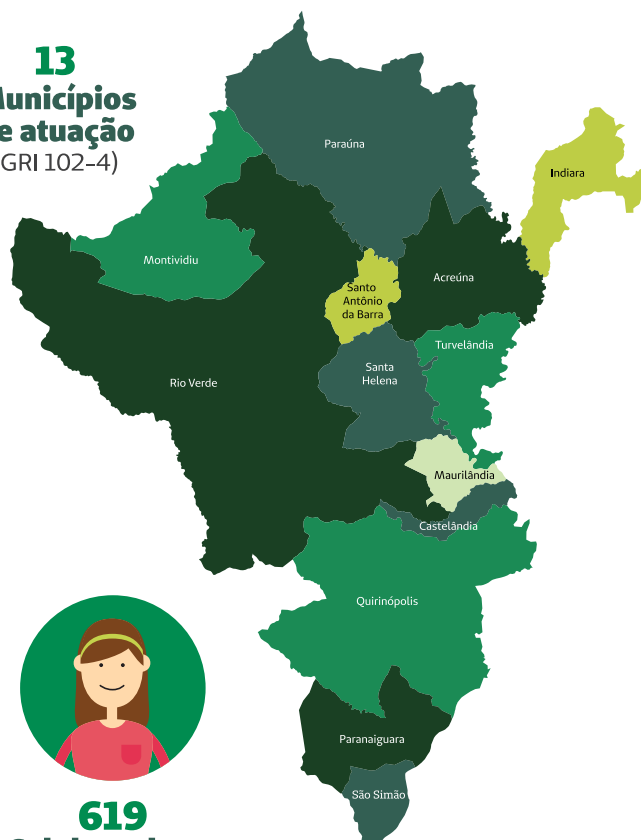 13
Municípios
e atuação
GRI 102-4)
Paraúna
Indiara
Montividiu
Acreúna
Santo
Antônio
da Barra
Turvelândia
Santa
Helena
Rio Verde
Maurilândia
Castelândia
Quirinópolis
Paranaiguara
São Simão
619